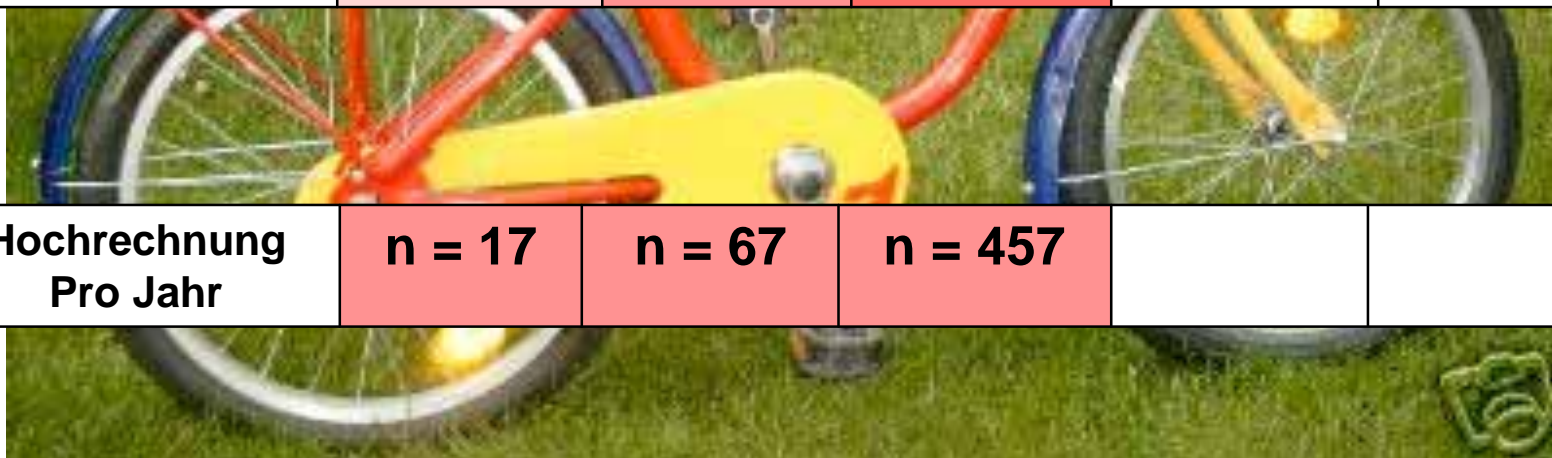 Hochrechnung n = 17 n = 67 n = 457
Pro Jahr